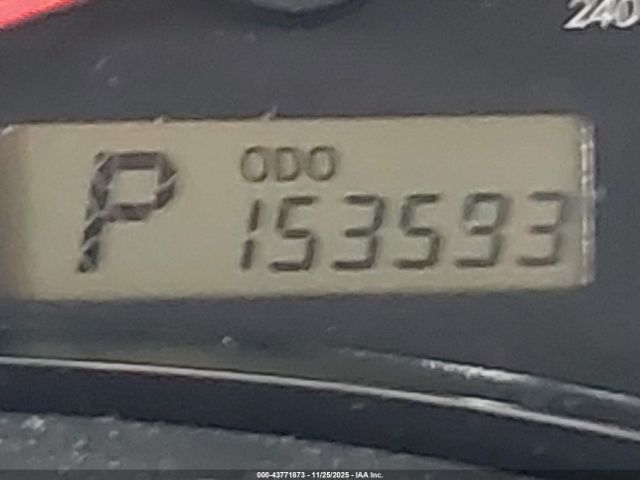 240
P
ODO
153593
000-43771873 - 11/25/2025 - IAA Inc.